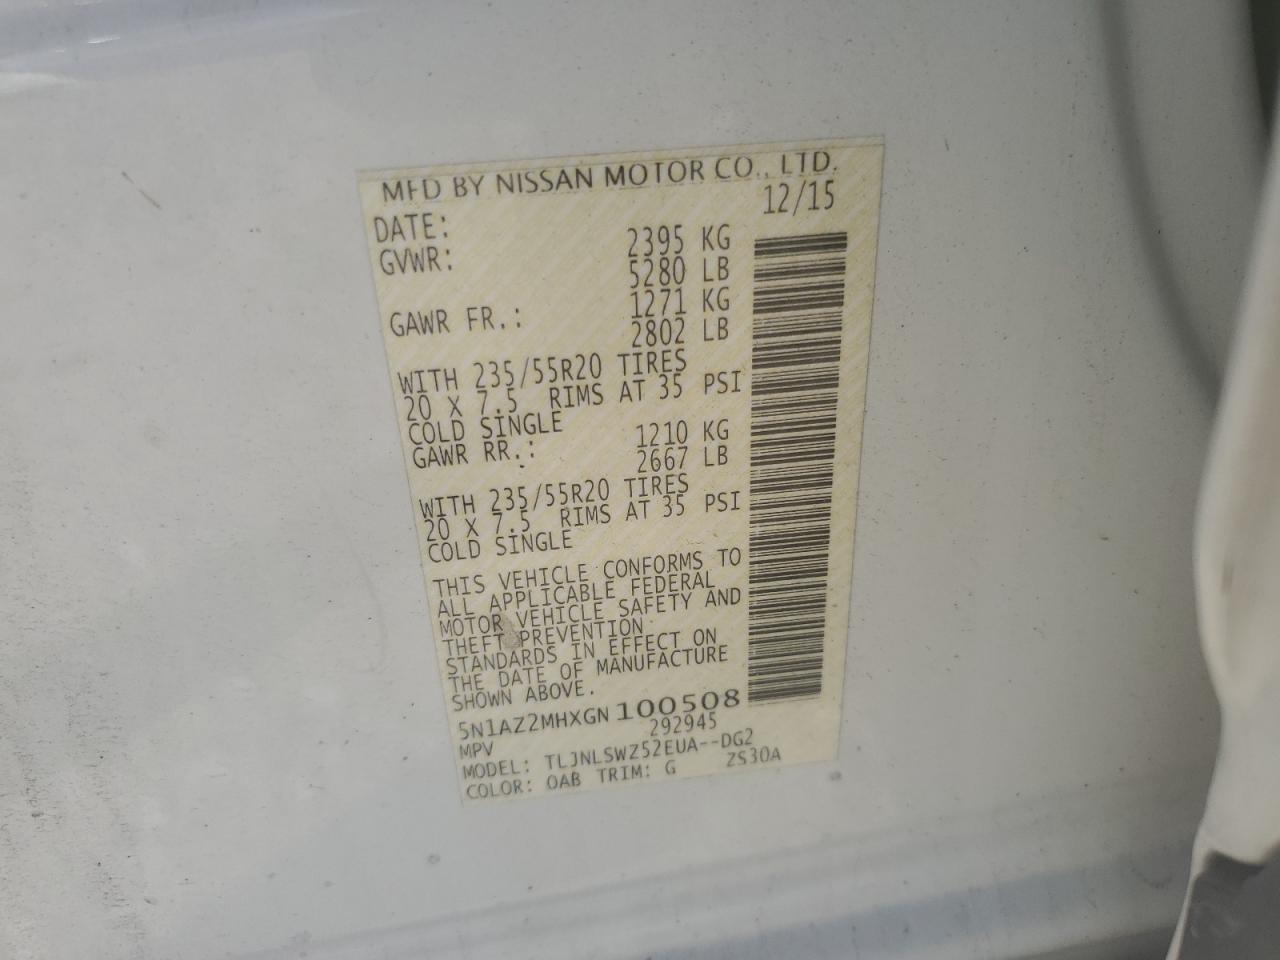 MFD BY NISSAN MOTOR CO., LTD.
DATE: 12/15
GVWR: 2395 KG
5280 LB
GAWR FR.: 1271 KG
2802 LB
WITH 235/55R20 TIRES
20 X 7.5 RIMS AT 35 PSI
COLD SINGLE
GAWR RR.: 1210 KG
2667 LB
WITH 235/55R20 TIRES
20 X 7.5 RIMS AT 35 PSI
COLD SINGLE
THIS VEHICLE CONFORMS TO
ALL APPLICABLE FEDERAL
MOTOR VEHICLE SAFETY AND
THEFT PREVENTION
STANDARDS IN EFFECT ON
THE DATE OF MANUFACTURE
SHOWN ABOVE.
5N1AZ2MHXGN100508
MPV 292945
MODEL: TLJNLSWZ52EUA--DG2
COLOR: QAB TRIM: G ZS30A